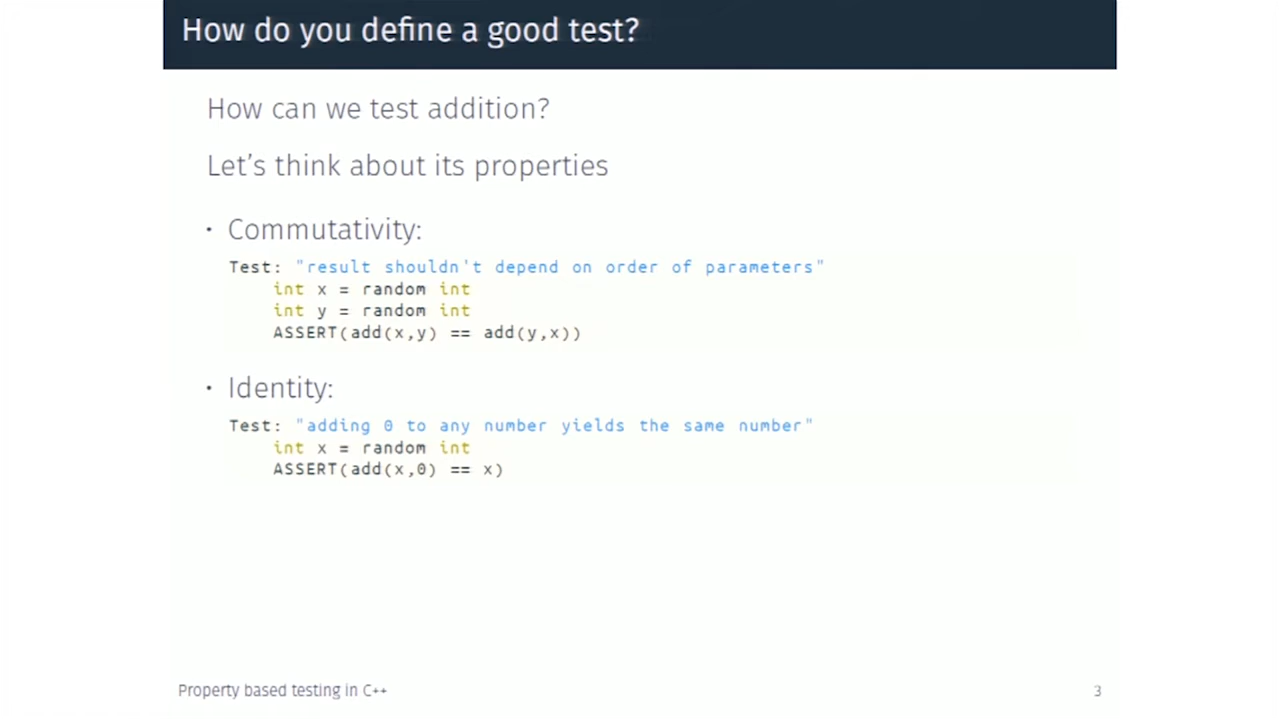 How do you define a good test?
How can we test addition?
Let's think about its properties
• Commutativity:
Test: "result shouldn't depend on order of parameters"
int x = random int
int y = random int
ASSERT(add(x,y) == add(y,x))
• Identity:
Test: "adding 0 to any number yields the same number"
int x = random int
ASSERT(add(x,0) == x)
Property based testing in C++
3